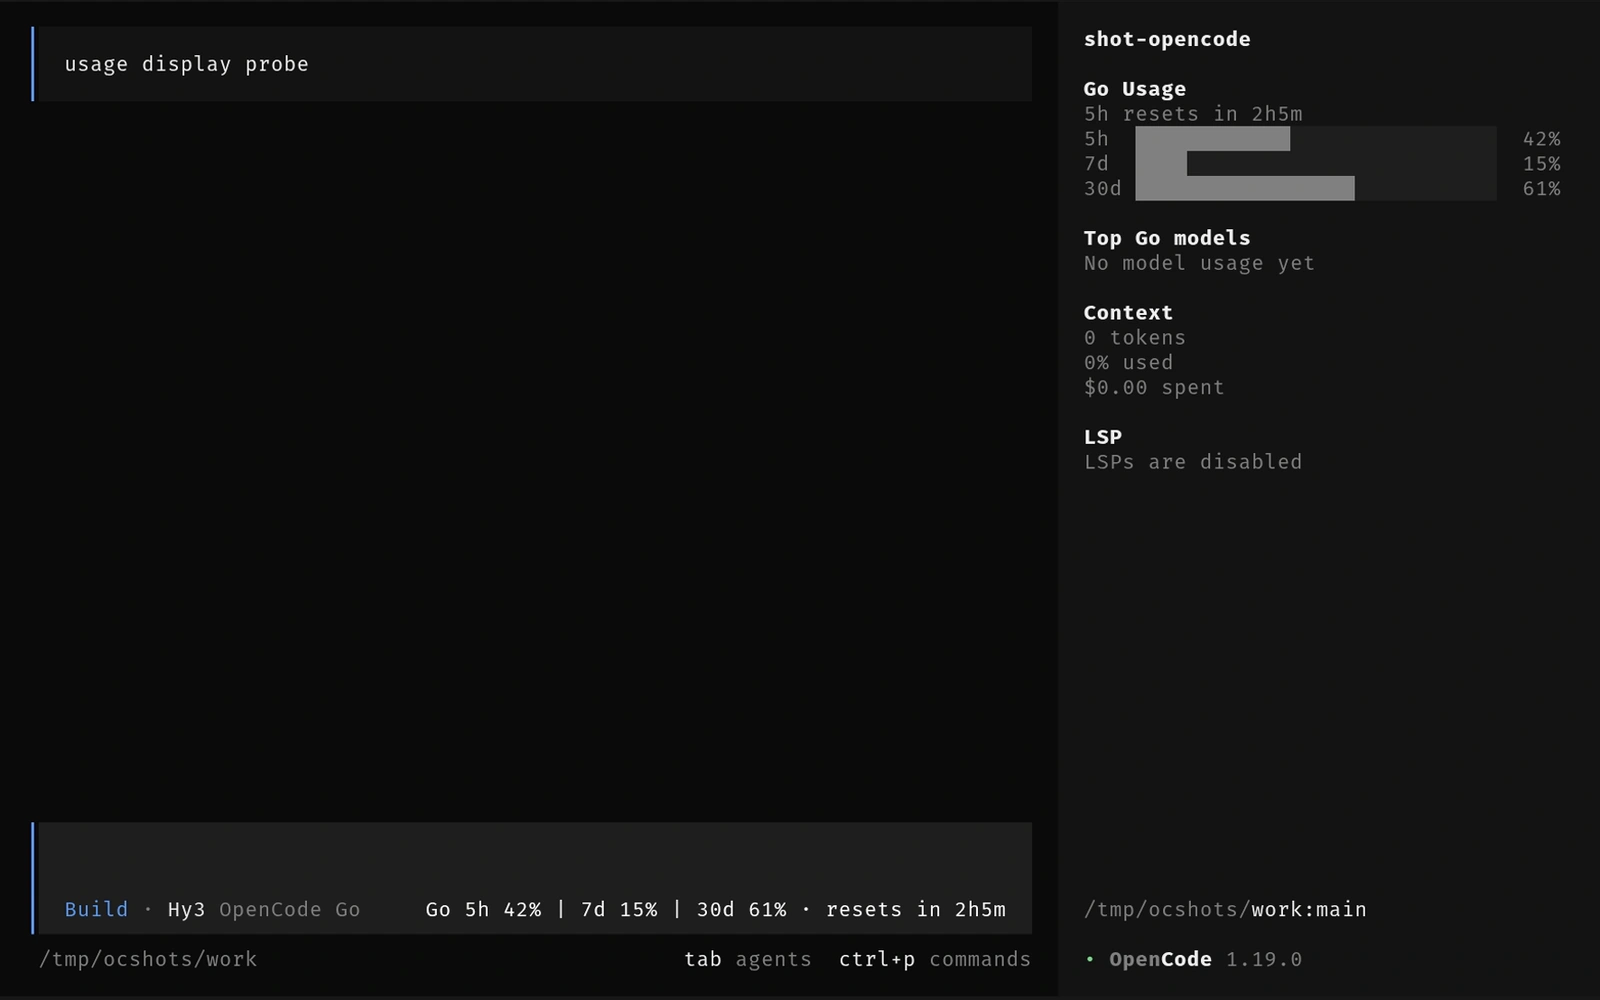 usage display probe
Build · Hy3 OpenCode Go Go 5h 42% | 7d 15% | 30d 61% · resets in 2h5m
/tmp/ocshots/work tab agents ctrl+p commands
shot-opencode
Go Usage
5h resets in 2h5m
5h 42%
7d 15%
30d 61%
Top Go models
No model usage yet
Context
0 tokens
0% used
$0.00 spent
LSP
LSPs are disabled
/tmp/ocshots/work:main
• OpenCode 1.19.0